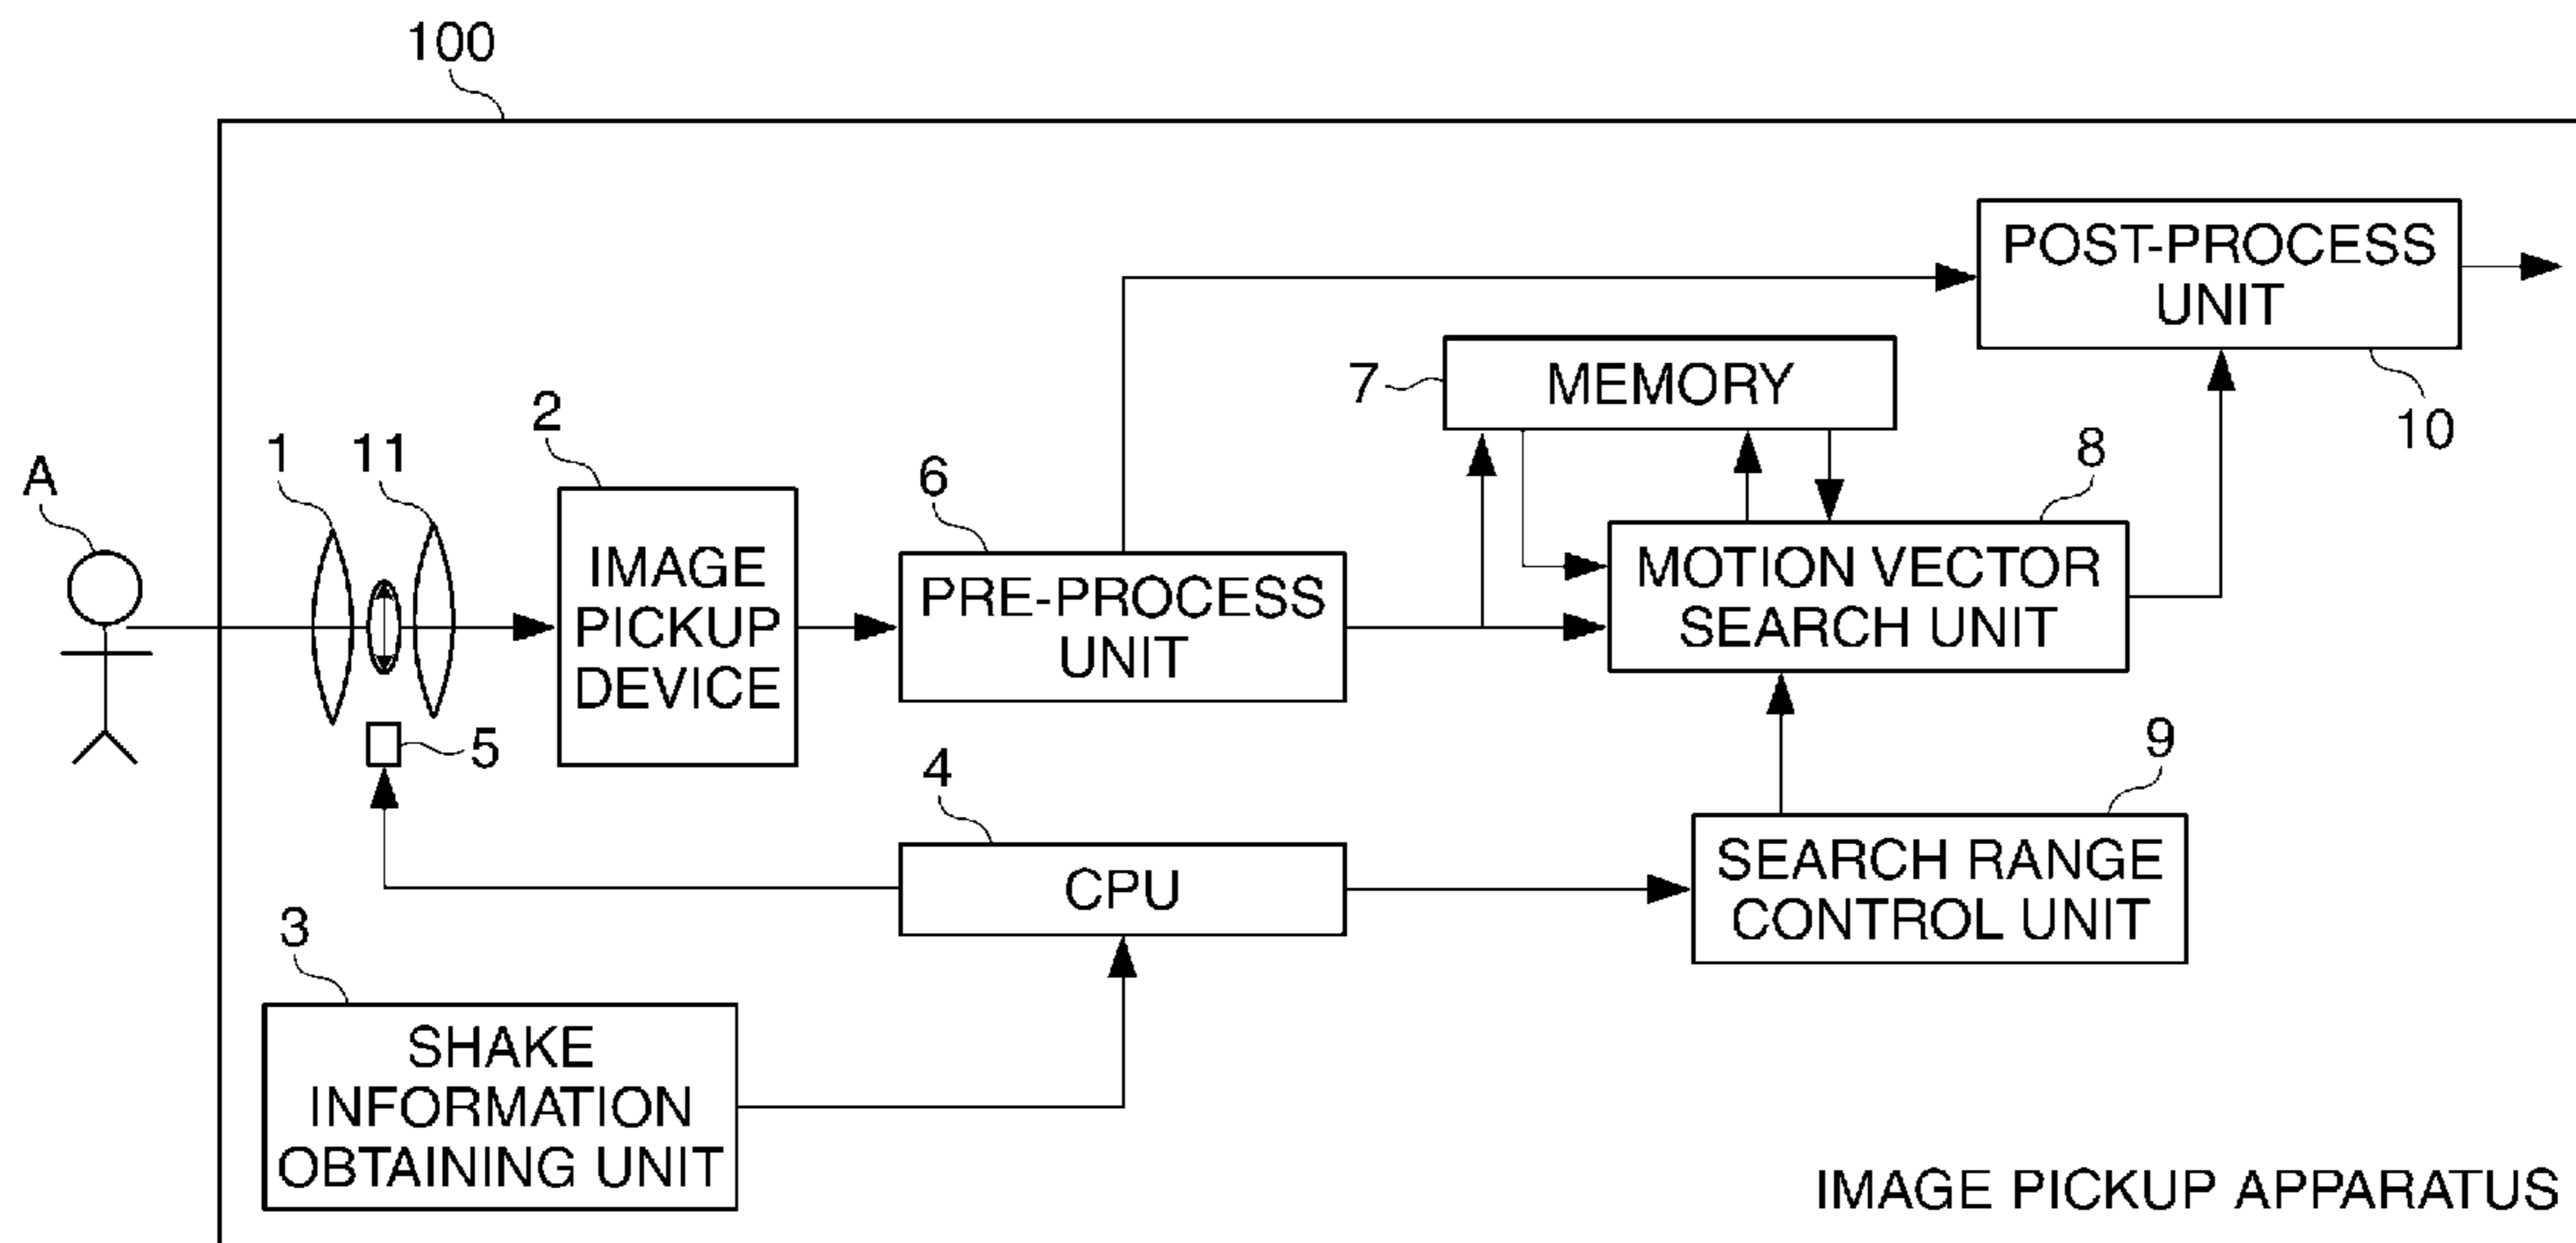 100
POST-PROCESS
UNIT
10
7
MEMORY
2
A
1
11
6
8
IMAGE
PICKUP
DEVICE
PRE-PROCESS
UNIT
MOTION VECTOR
SEARCH UNIT
5
4
9
CPU
SEARCH RANGE
CONTROL UNIT
3
SHAKE
INFORMATION
OBTAINING UNIT
IMAGE PICKUP APPARATUS